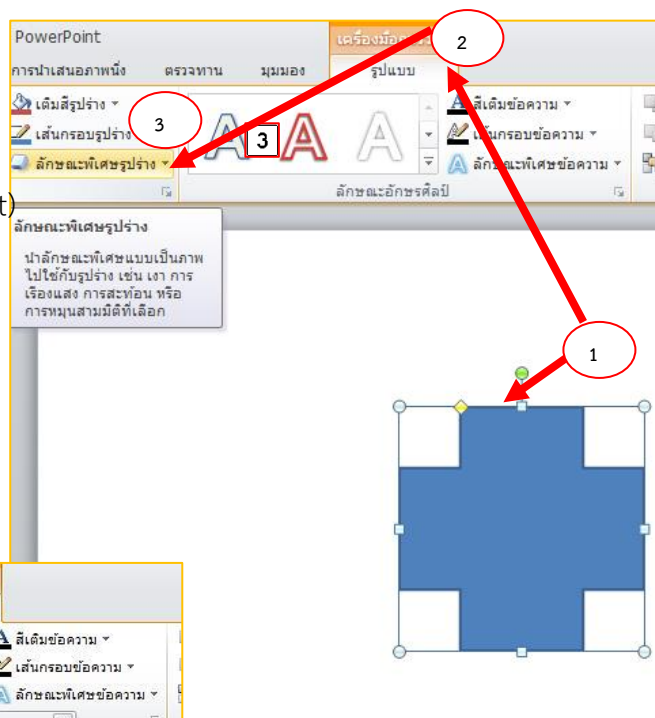 PowerPoint
เครื่องมือ
2
การนำเสนอภาพนิ่ง ตรวจทาน มุมมอง รูปแบบ
เติมสีรูปร่าง
เส้นกรอบรูปร่าง
ลักษณะพิเศษรูปร่าง
3
A 3 A A
A สีเติมข้อความ
เส้นกรอบข้อความ
A ลักษณะพิเศษข้อความ
ลักษณะอักษรศิลป์
t)
ลักษณะพิเศษรูปร่าง
นำลักษณะพิเศษแบบเป็นภาพ
ไปใช้กับรูปร่าง เช่น เงา การ
เรืองแสง การสะท้อน หรือ
การหมุนสามมิติที่เลือก
1
A สีเติมข้อความ
เส้นกรอบข้อความ
A ลักษณะพิเศษข้อความ